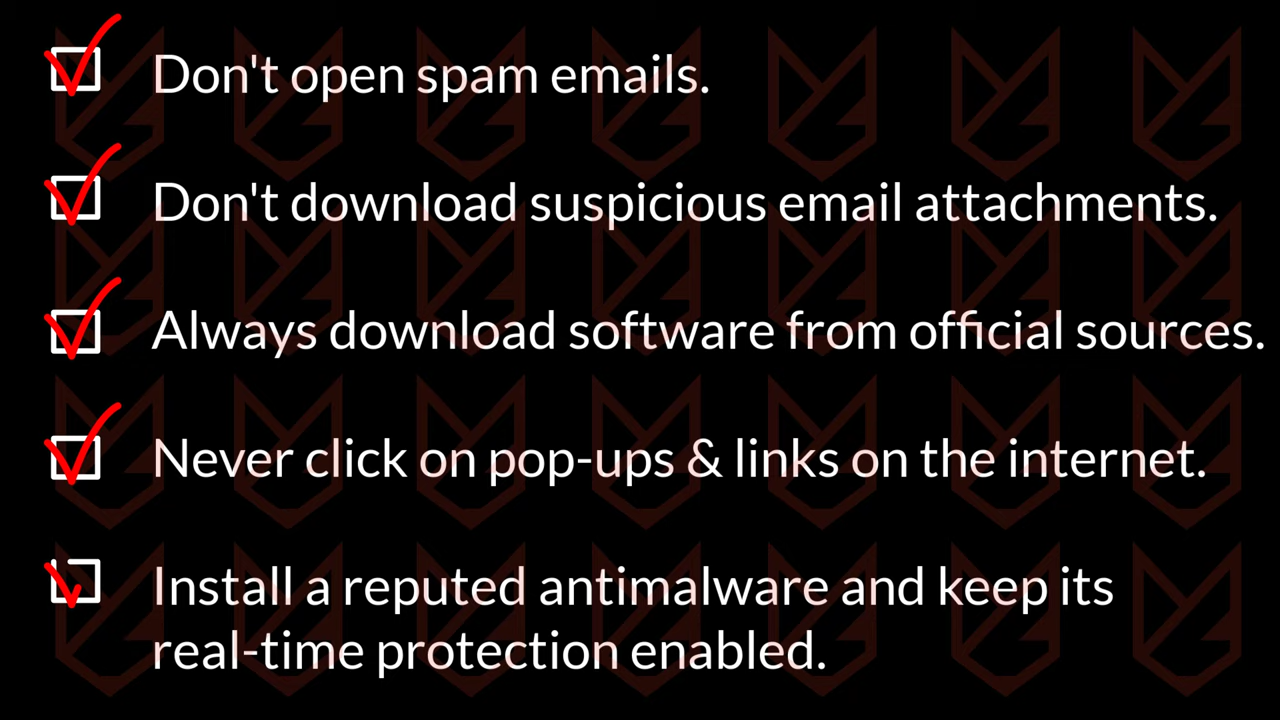 Don't open spam emails.
Don't download suspicious email attachments.
Always download software from official sources.
Never click on pop-ups & links on the internet.
Install a reputed antimalware and keep its
real-time protection enabled.